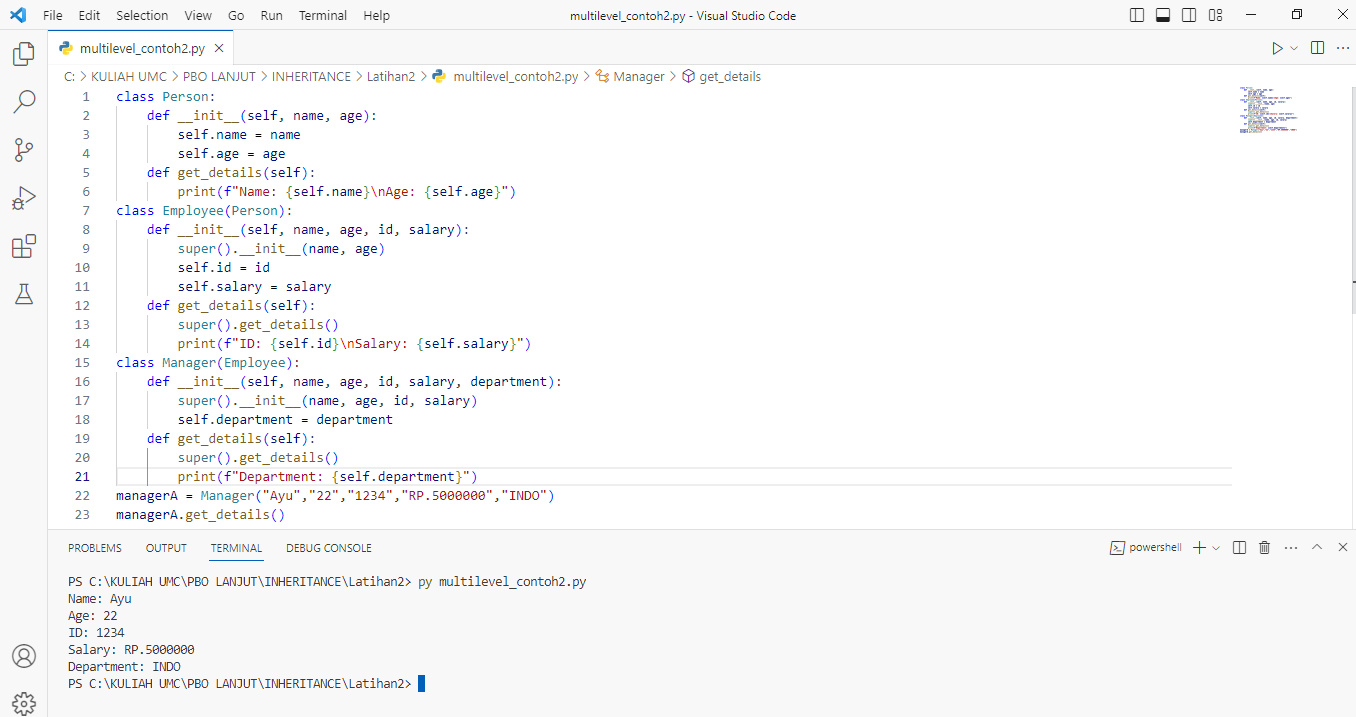 File Edit Selection View Go Run Terminal Help multilevel_contoh2.py - Visual Studio Code
multilevel_contoh2.py
C: > KULIAH UMC > PBO LANJUT > INHERITANCE > Latihan2 > multilevel_contoh2.py > Manager > get_details
1 class Person:
2 def __init__(self, name, age):
3 self.name = name
4 self.age = age
5 def get_details(self):
6 print(f"Name: {self.name}\nAge: {self.age}")
7 class Employee(Person):
8 def __init__(self, name, age, id, salary):
9 super().__init__(name, age)
10 self.id = id
11 self.salary = salary
12 def get_details(self):
13 super().get_details()
14 print(f"ID: {self.id}\nSalary: {self.salary}")
15 class Manager(Employee):
16 def __init__(self, name, age, id, salary, department):
17 super().__init__(name, age, id, salary)
18 self.department = department
19 def get_details(self):
20 super().get_details()
21 print(f"Department: {self.department}")
22 managerA = Manager("Ayu","22","1234","RP.5000000","INDO")
23 managerA.get_details()
PROBLEMS OUTPUT TERMINAL DEBUG CONSOLE powershell
PS C:\KULIAH UMC\PBO LANJUT\INHERITANCE\Latihan2> py multilevel_contoh2.py
Name: Ayu
Age: 22
ID: 1234
Salary: RP.5000000
Department: INDO
PS C:\KULIAH UMC\PBO LANJUT\INHERITANCE\Latihan2>